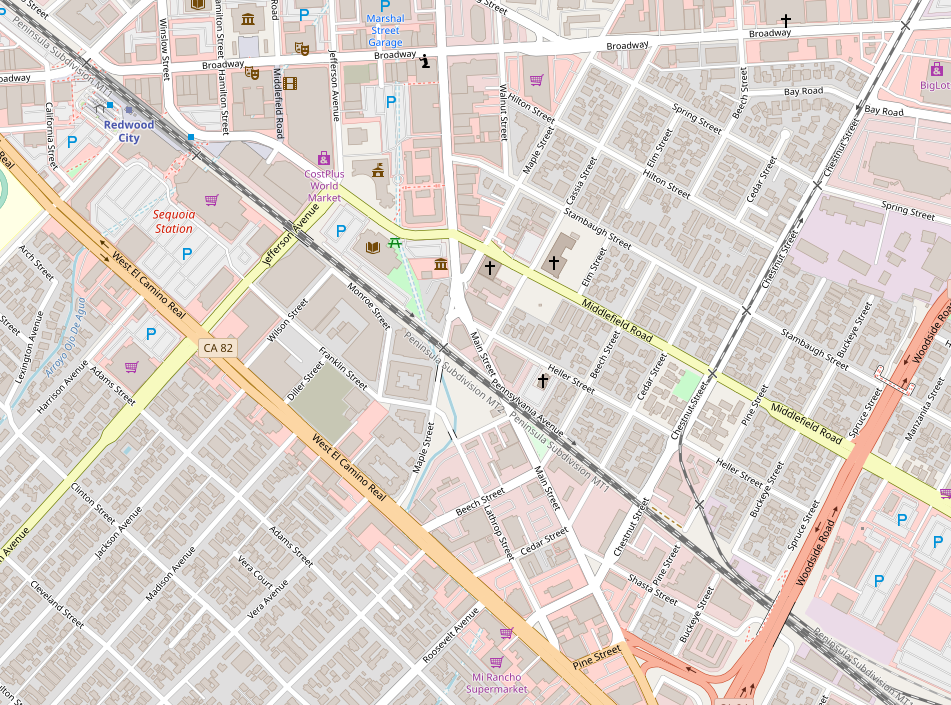 Peninsula Subdivision MT1
Winslow Street
Hamilton Street
Middlefield Road
Marshal
Street
Garage
Broadway
Broadway
Broadway
Broadway
Broadway
Jefferson Avenue
Hamilton Street
Middlefield Road
California Street
Redwood
City
P
P
P
P
P
P
P
P
P
Walnut Street
Hilton Street
Maple Street
Spring Street
Elm Street
Beech Street
Bay Road
Bay Road
BigLots
Chestnut Street
Cassia Street
Hilton Street
Cedar Street
CostPlus
World
Market
Sequoia
Station
Jefferson Avenue
Stambaugh Street
Spring Street
Chestnut Street
Elm Street
Arch Street
West El Camino Real
Real
Arroyo Ojo De Agua
Lexington Avenue
Harrison Avenue
Adams Street
CA 82
Wilson Street
Monroe Street
Franklin Street
Diller Street
Peninsula Subdivision MT2
Main Street
Pennsylvania Avenue
Heller Street
Middlefield Road
Beech Street
Cedar Street
Stambaugh Street
Buckeye Street
Woodside Road
Chestnut Street
Pine Street
Middlefield Road
Spruce Street
Manzanita Street
West El Camino Real
Maple Street
Peninsula Subdivision MT1
Main Street
Beech Street
Lathrop Street
Cedar Street
Chestnut Street
Heller Street
Buckeye Street
Spruce Street
Woodside Road
Clinton Street
Jackson Avenue
Madison Avenue
Adams Street
Vera Court
Vera Avenue
Cleveland Street
Shasta Street
Pine Street
Buckeye Street
Roosevelt Avenue
Pine Street
Mi Rancho
Supermarket
Peninsula Subdivision MT1